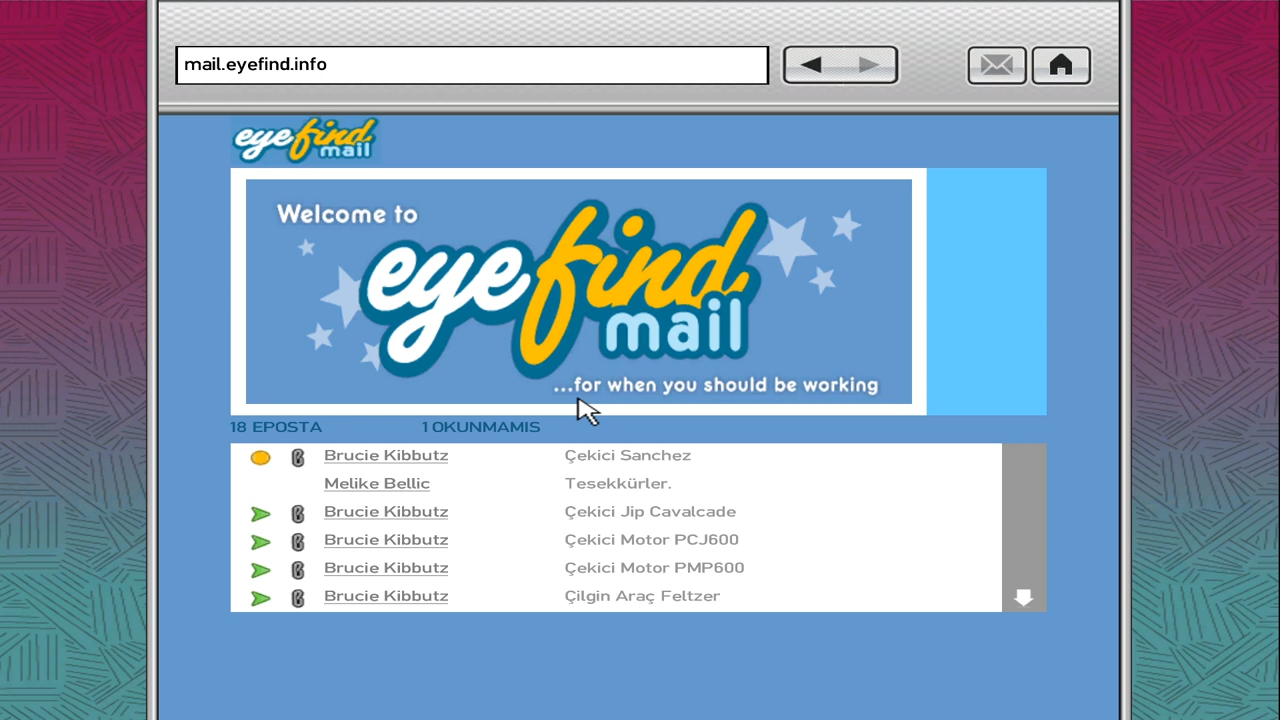 mail.eyefind.info
eyefind mail
Welcome to
eyefind
mail
...for when you should be working
18 EPOSTA 1 OKUNMAMIS
Brucie Kibbutz Çekici Sanchez
Melike Bellic Tesekkürler.
Brucie Kibbutz Çekici Jip Cavalcade
Brucie Kibbutz Çekici Motor PCJ600
Brucie Kibbutz Çekici Motor PMP600
Brucie Kibbutz Çilgin Araç Feltzer